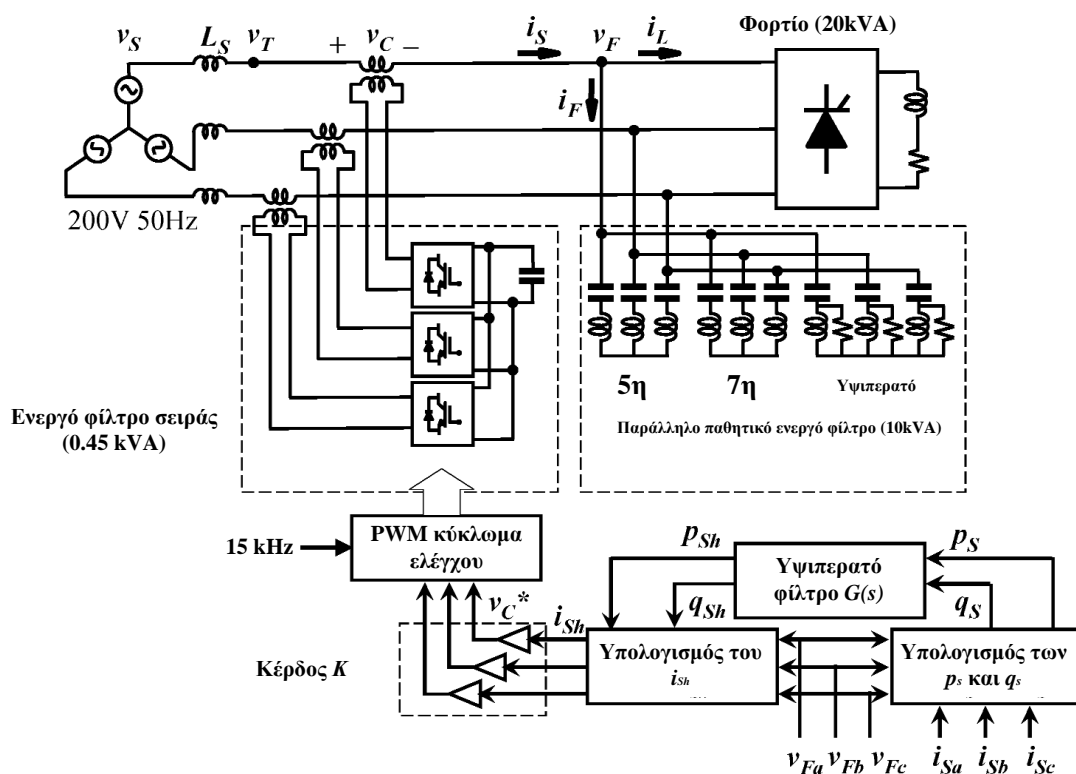 v_S
L_S
v_T
+ v_C –
i_S
v_F
i_L
Φορτίο (20kVA)
i_F
200V 50Hz
5η
7η
Υψιπερατό
Παράλληλο παθητικό ενεργό φίλτρο (10kVA)
Ενεργό φίλτρο σειράς
(0.45 kVA)
15 kHz
PWM κύκλωμα
ελέγχου
v_C*
Κέρδος K
i_Sh
p_Sh
q_Sh
Υψιπερατό
φίλτρο G(s)
p_S
q_S
Υπολογισμός του
i_Sh
Υπολογισμός των
p_s και q_s
v_Fa
v_Fb
v_Fc
i_Sa
i_Sb
i_Sc